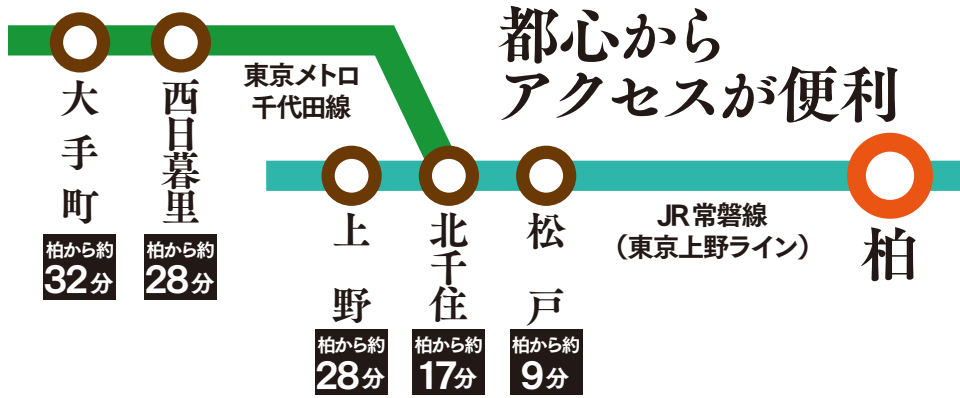 都心から
アクセスが便利
東京メトロ
千代田線
大手町
柏から約
32分
西日暮里
柏から約
28分
上野
柏から約
28分
北千住
柏から約
17分
松戸
柏から約
9分
JR常磐線
（東京上野ライン）
柏